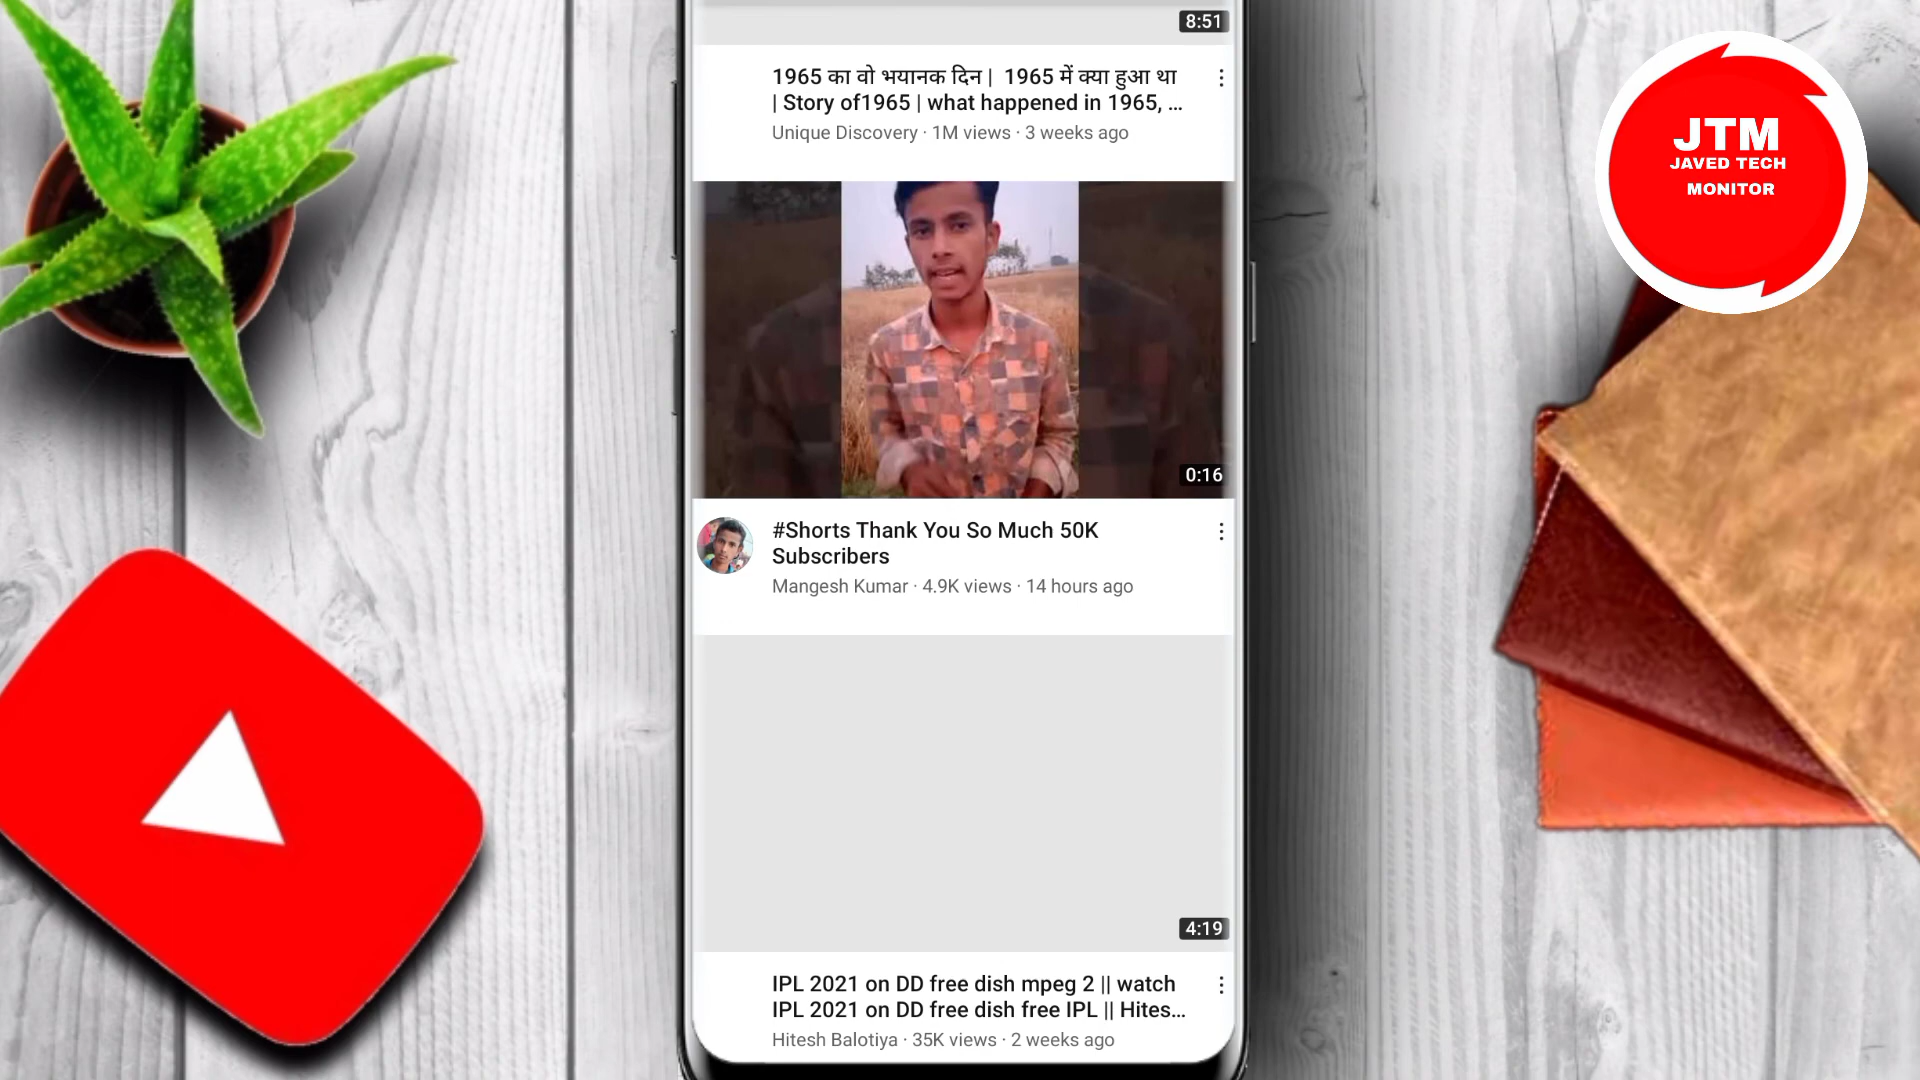 8:51
1965 का वो भयानक दिन | 1965 में क्या हुआ था
| Story of1965 | what happened in 1965, ...
Unique Discovery · 1M views · 3 weeks ago
JTM
JAVED TECH
MONITOR
0:16
#Shorts Thank You So Much 50K
Subscribers
Mangesh Kumar · 4.9K views · 14 hours ago
4:19
IPL 2021 on DD free dish mpeg 2 || watch
IPL 2021 on DD free dish free IPL || Hites...
Hitesh Balotiya · 35K views · 2 weeks ago